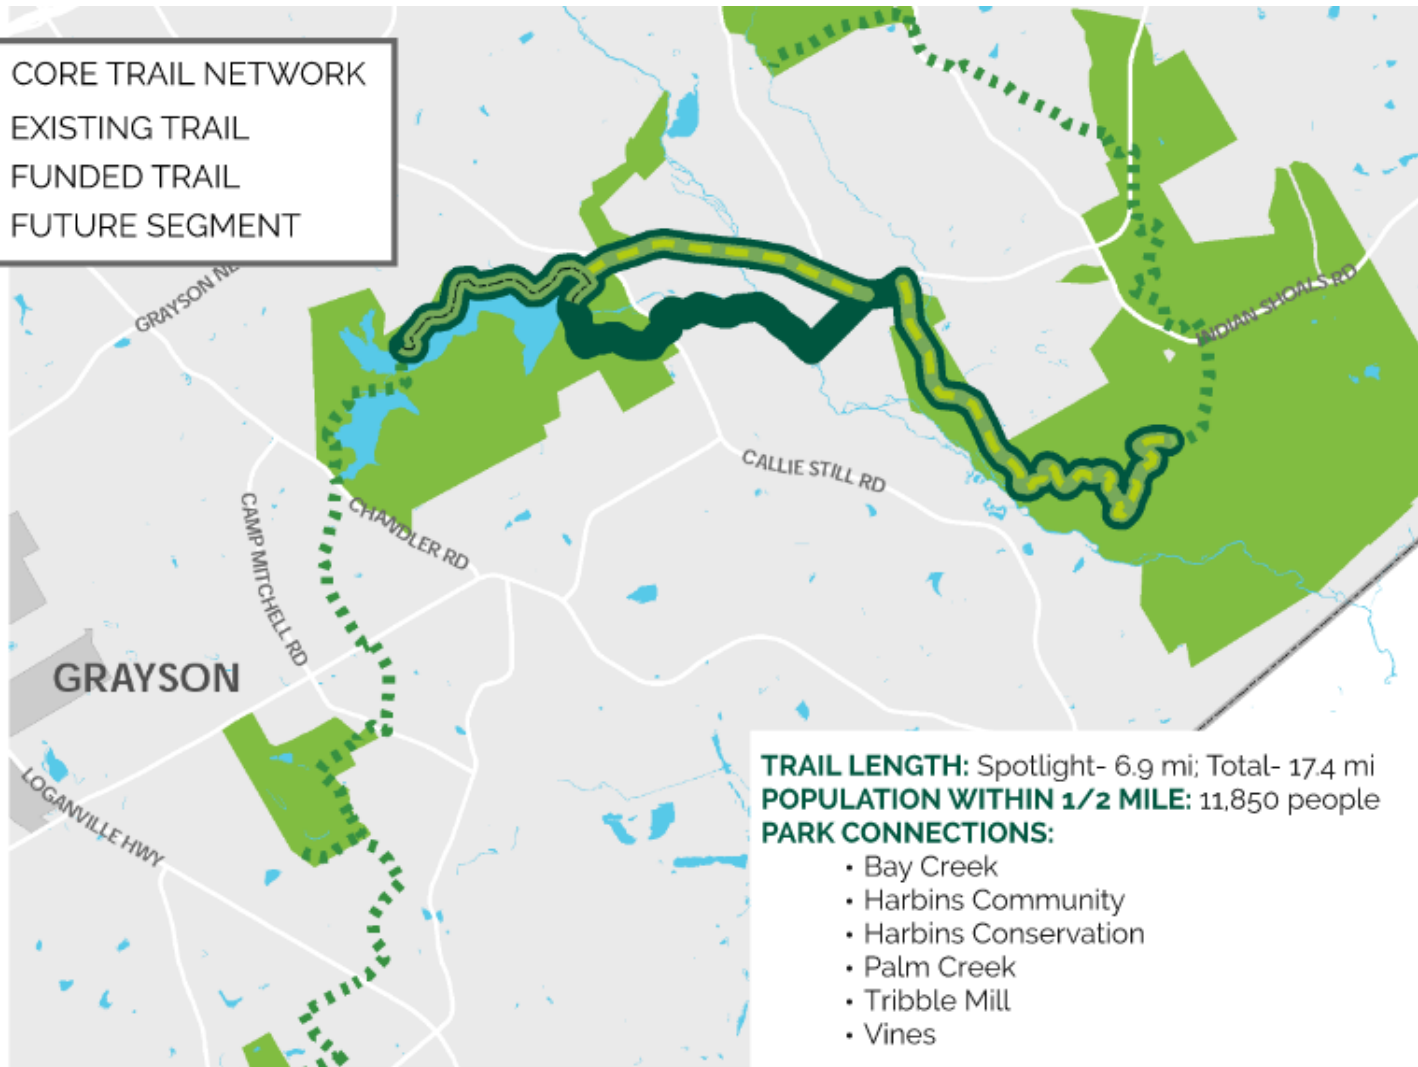 CORE TRAIL NETWORK
EXISTING TRAIL
FUNDED TRAIL
FUTURE SEGMENT
GRAYSON NE
INDIAN SHOALS RD
CALLIE STILL RD
CHANDLER RD
CAMP MITCHELL RD
GRAYSON
LOGANVILLE HWY
TRAIL LENGTH: Spotlight- 6.9 mi; Total- 17.4 mi
POPULATION WITHIN 1/2 MILE: 11,850 people
PARK CONNECTIONS:
• Bay Creek
• Harbins Community
• Harbins Conservation
• Palm Creek
• Tribble Mill
• Vines